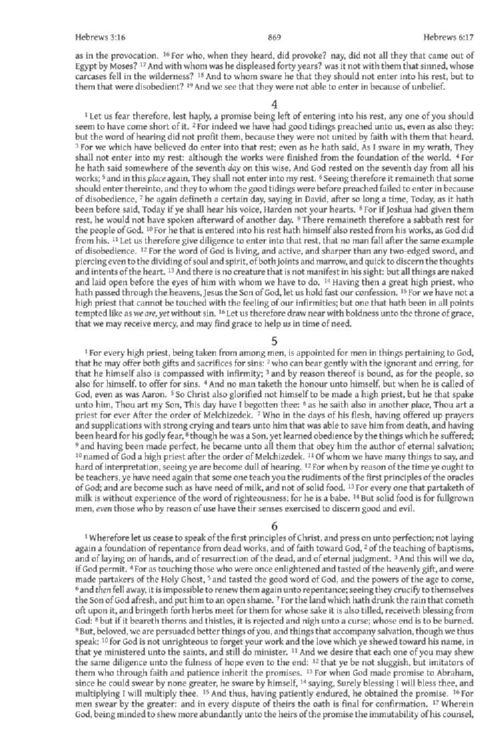 Hebrews 3:16 869 Hebrews 6:17
as in the provocation. 16 For who, when they heard, did provoke? nay, did not all they that came out of
Egypt by Moses? 17 And with whom was he displeased forty years? was it not with them that sinned, whose
carcases fell in the wilderness? 18 And to whom sware he that they should not enter into his rest, but to
them that were disobedient? 19 And we see that they were not able to enter in because of unbelief.
4
1 Let us fear therefore, lest haply, a promise being left of entering into his rest, any one of you should
seem to have come short of it. 2 For indeed we have had good tidings preached unto us, even as also they:
but the word of hearing did not profit them, because they were not united by faith with them that heard.
3 For we which have believed do enter into that rest; even as he hath said, As I sware in my wrath, They
shall not enter into my rest: although the works were finished from the foundation of the world. 4 For
he hath said somewhere of the seventh day on this wise, And God rested on the seventh day from all his
works; 5 and in this place again, They shall not enter into my rest. 6 Seeing therefore it remaineth that some
should enter thereinto, and they to whom the good tidings were before preached failed to enter in because
of disobedience, 7 he again defineth a certain day, saying in David, after so long a time, Today, as it hath
been before said, Today if ye shall hear his voice, Harden not your hearts. 8 For if Joshua had given them
rest, he would not have spoken afterward of another day. 9 There remaineth therefore a sabbath rest for
the people of God. 10 For he that is entered into his rest hath himself also rested from his works, as God did
from his. 11 Let us therefore give diligence to enter into that rest, that no man fall after the same example
of disobedience. 12 For the word of God is living, and active, and sharper than any two-edged sword, and
piercing even to the dividing of soul and spirit, of both joints and marrow, and quick to discern the thoughts
and intents of the heart. 13 And there is no creature that is not manifest in his sight: but all things are naked
and laid open before the eyes of him with whom we have to do. 14 Having then a great high priest, who
hath passed through the heavens, Jesus the Son of God, let us hold fast our confession. 15 For we have not a
high priest that cannot be touched with the feeling of our infirmities; but one that hath been in all points
tempted like as we are, yet without sin. 16 Let us therefore draw near with boldness unto the throne of grace,
that we may receive mercy, and may find grace to help us in time of need.
5
1 For every high priest, being taken from among men, is appointed for men in things pertaining to God,
that he may offer both gifts and sacrifices for sins: 2 who can bear gently with the ignorant and erring, for
that he himself also is compassed with infirmity; 3 and by reason thereof is bound, as for the people, so
also for himself, to offer for sins. 4 And no man taketh the honour unto himself, but when he is called of
God, even as was Aaron. 5 So Christ also glorified not himself to be made a high priest, but he that spake
unto him, Thou art my Son, This day have I begotten thee: 6 as he saith also in another place, Thou art a
priest for ever After the order of Melchizedek. 7 Who in the days of his flesh, having offered up prayers
and supplications with strong crying and tears unto him that was able to save him from death, and having
been heard for his godly fear, 8 though he was a Son, yet learned obedience by the things which he suffered;
9 and having been made perfect, he became unto all them that obey him the author of eternal salvation;
10 named of God a high priest after the order of Melchizedek. 11 Of whom we have many things to say, and
hard of interpretation, seeing ye are become dull of hearing. 12 For when by reason of the time ye ought to
be teachers, ye have need again that some one teach you the rudiments of the first principles of the oracles
of God; and are become such as have need of milk, and not of solid food. 13 For every one that partaketh of
milk is without experience of the word of righteousness; for he is a babe. 14 But solid food is for fullgrown
men, even those who by reason of use have their senses exercised to discern good and evil.
6
1 Wherefore let us cease to speak of the first principles of Christ, and press on unto perfection; not laying
again a foundation of repentance from dead works, and of faith toward God, 2 of the teaching of baptisms,
and of laying on of hands, and of resurrection of the dead, and of eternal judgment. 3 And this will we do,
if God permit. 4 For as touching those who were once enlightened and tasted of the heavenly gift, and were
made partakers of the Holy Ghost, 5 and tasted the good word of God, and the powers of the age to come,
6 and then fell away, it is impossible to renew them again unto repentance; seeing they crucify to themselves
the Son of God afresh, and put him to an open shame. 7 For the land which hath drunk the rain that cometh
oft upon it, and bringeth forth herbs meet for them for whose sake it is also tilled, receiveth blessing from
God: 8 but if it beareth thorns and thistles, it is rejected and nigh unto a curse; whose end is to be burned.
9 But, beloved, we are persuaded better things of you, and things that accompany salvation, though we thus
speak: 10 for God is not unrighteous to forget your work and the love which ye shewed toward his name, in
that ye ministered unto the saints, and still do minister. 11 And we desire that each one of you may shew
the same diligence unto the fulness of hope even to the end: 12 that ye be not sluggish, but imitators of
them who through faith and patience inherit the promises. 13 For when God made promise to Abraham,
since he could swear by none greater, he sware by himself, 14 saying, Surely blessing I will bless thee, and
multiplying I will multiply thee. 15 And thus, having patiently endured, he obtained the promise. 16 For
men swear by the greater: and in every dispute of theirs the oath is final for confirmation. 17 Wherein
God, being minded to shew more abundantly unto the heirs of the promise the immutability of his counsel,